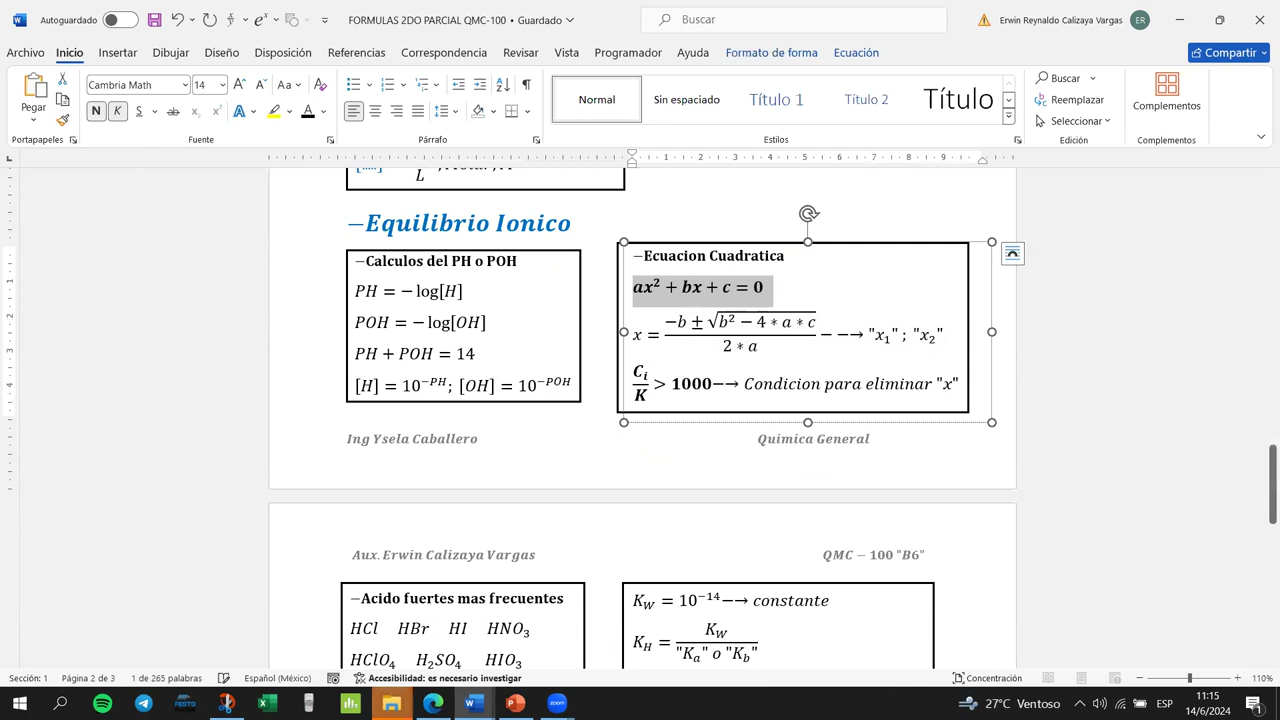 Autoguardado
FORMULAS 2DO PARCIAL QMC-100 • Guardado
Buscar
Erwin Reynaldo Calizaya Vargas
ER
Archivo Inicio Insertar Dibujar Diseño Disposición Referencias Correspondencia Revisar Vista Programador Ayuda Formato de forma Ecuación
Compartir
Pegar
Cambria Math 14
Normal
Sin espaciado
Título 1
Título 2
Título
Buscar
Reemplazar
Seleccionar
Complementos
Portapapeles Fuente Párrafo Estilos Edición Complementos
−Equilibrio Ionico
−Calculos del PH o POH
PH = − log[H]
POH = − log[OH]
PH + POH = 14
[H] = 10^−PH; [OH] = 10^−POH
−Ecuacion Cuadratica
ax² + bx + c = 0
x = (−b ± √(b² − 4 ∗ a ∗ c)) / (2 ∗ a) − −→ "x₁" ; "x₂"
Cᵢ/K > 1000−→ Condicion para eliminar "x"
Ing Ysela Caballero
Quimica General
Aux. Erwin Calizaya Vargas
QMC − 100 "B6"
−Acido fuertes mas frecuentes
HCl HBr HI HNO₃
HClO₄ H₂SO₄ HIO₃
K_W = 10^−14 −→ constante
K_H = K_W / "K_a" o "K_b"
Sección: 1 Página 2 de 3 1 de 265 palabras Español (México) Accesibilidad: es necesario investigar Concentración 110%
27°C Ventoso
ESP
11:15
14/6/2024